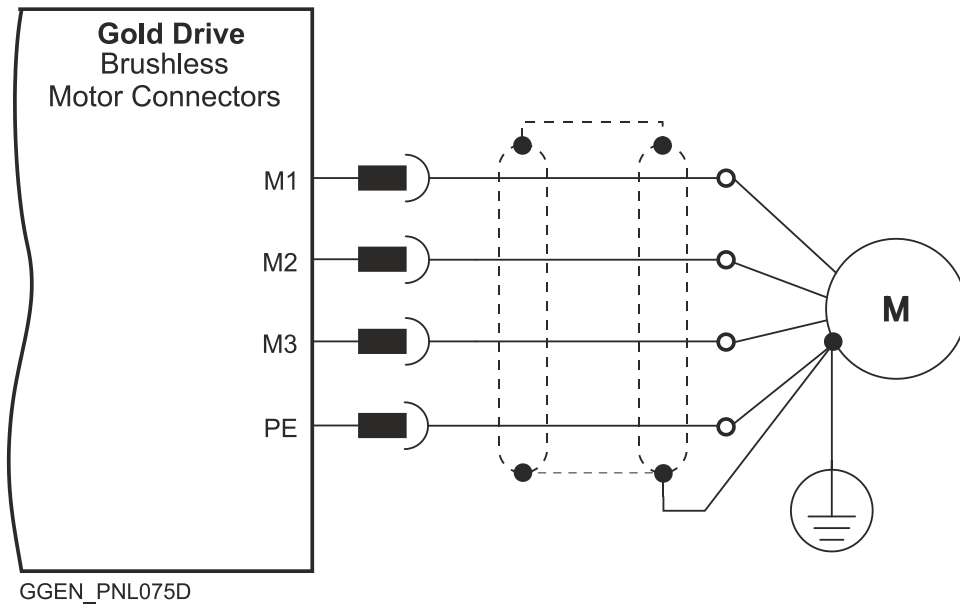 Gold Drive
Brushless
Motor Connectors
M1
M2
M3
PE
M
GGEN_PNL075D